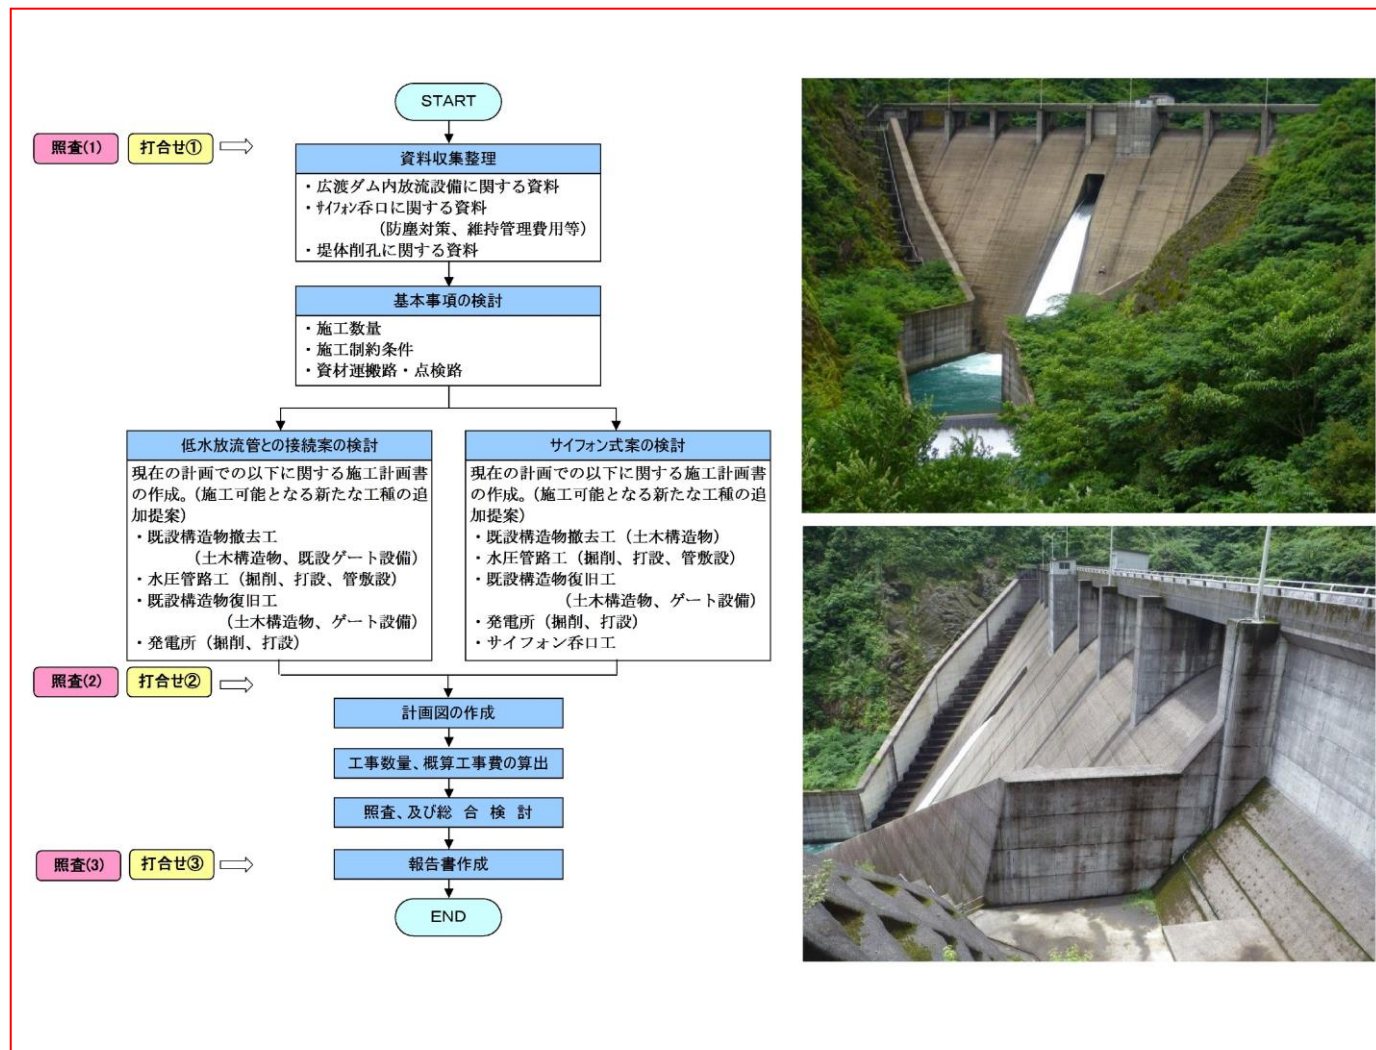 START
照査(1)
打合せ①
資料収集整理
・広渡ダム内放流設備に関する資料
・ｻｲﾌｫﾝ呑口に関する資料
（防塵対策、維持管理費用等）
・堤体削孔に関する資料
基本事項の検討
・施工数量
・施工制約条件
・資材運搬路・点検路
低水放流管との接続案の検討
現在の計画での以下に関する施工計画書
の作成。（施工可能となる新たな工種の追
加提案）
・既設構造物撤去工
（土木構造物、既設ゲート設備）
・水圧管路工（掘削、打設、管敷設）
・既設構造物復旧工
（土木構造物、ゲート設備）
・発電所（掘削、打設）
サイフォン式案の検討
現在の計画での以下に関する施工計画書
の作成。（施工可能となる新たな工種の追
加提案）
・既設構造物撤去工（土木構造物）
・水圧管路工（掘削、打設、管敷設）
・既設構造物復旧工
（土木構造物、ゲート設備）
・発電所（掘削、打設）
・サイフォン呑口工
照査(2)
打合せ②
計画図の作成
工事数量、概算工事費の算出
照査、及び総 合 検 討
照査(3)
打合せ③
報告書作成
END